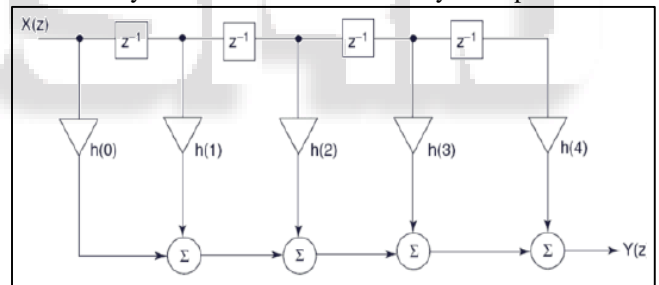 X(z)
z⁻¹ z⁻¹ z⁻¹ z⁻¹
h(0) h(1) h(2) h(3) h(4)
Σ Σ Σ Σ Y(z